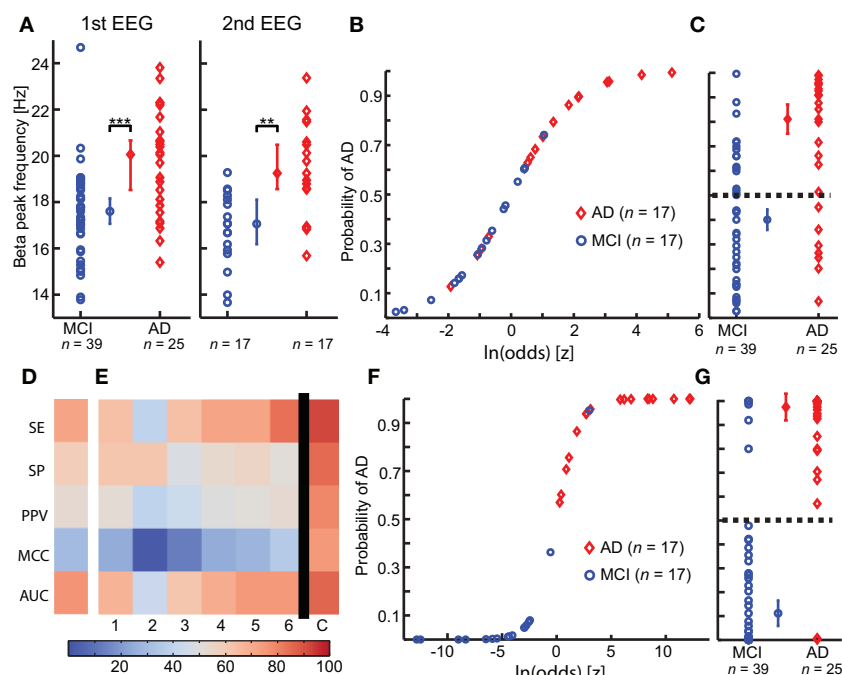 A
1st EEG
2nd EEG
Beta peak frequency [Hz]
24
22
20
18
16
14
***
**
MCI
AD
n = 39
n = 25
n = 17
n = 17
B
Probability of AD
0.9
0.7
0.5
0.3
0.1
AD (n = 17)
MCI (n = 17)
-4
-2
0
2
4
6
ln(odds) [z]
C
MCI
AD
n = 39
n = 25
D
E
SE
SP
PPV
MCC
AUC
1
2
3
4
5
6
C
20
40
60
80
100
F
Probability of AD
0.9
0.7
0.5
0.3
0.1
AD (n = 17)
MCI (n = 17)
-10
-5
0
5
10
ln(odds) [z]
G
MCI
AD
n = 39
n = 25